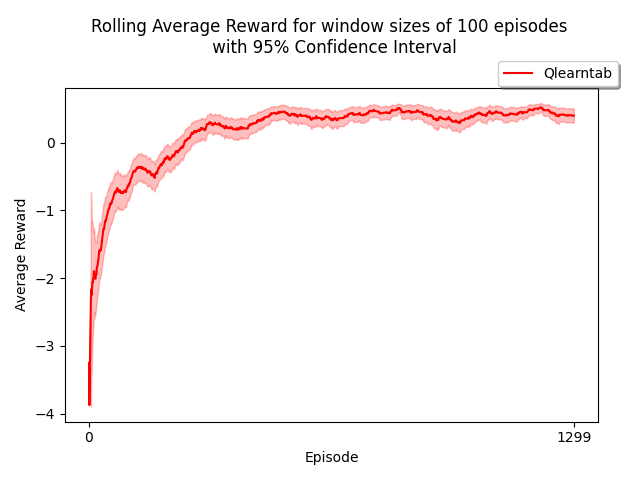 Rolling Average Reward for window sizes of 100 episodes
with 95% Confidence Interval
Qlearntab
0
−1
−2
−3
−4
Average Reward
0
1299
Episode